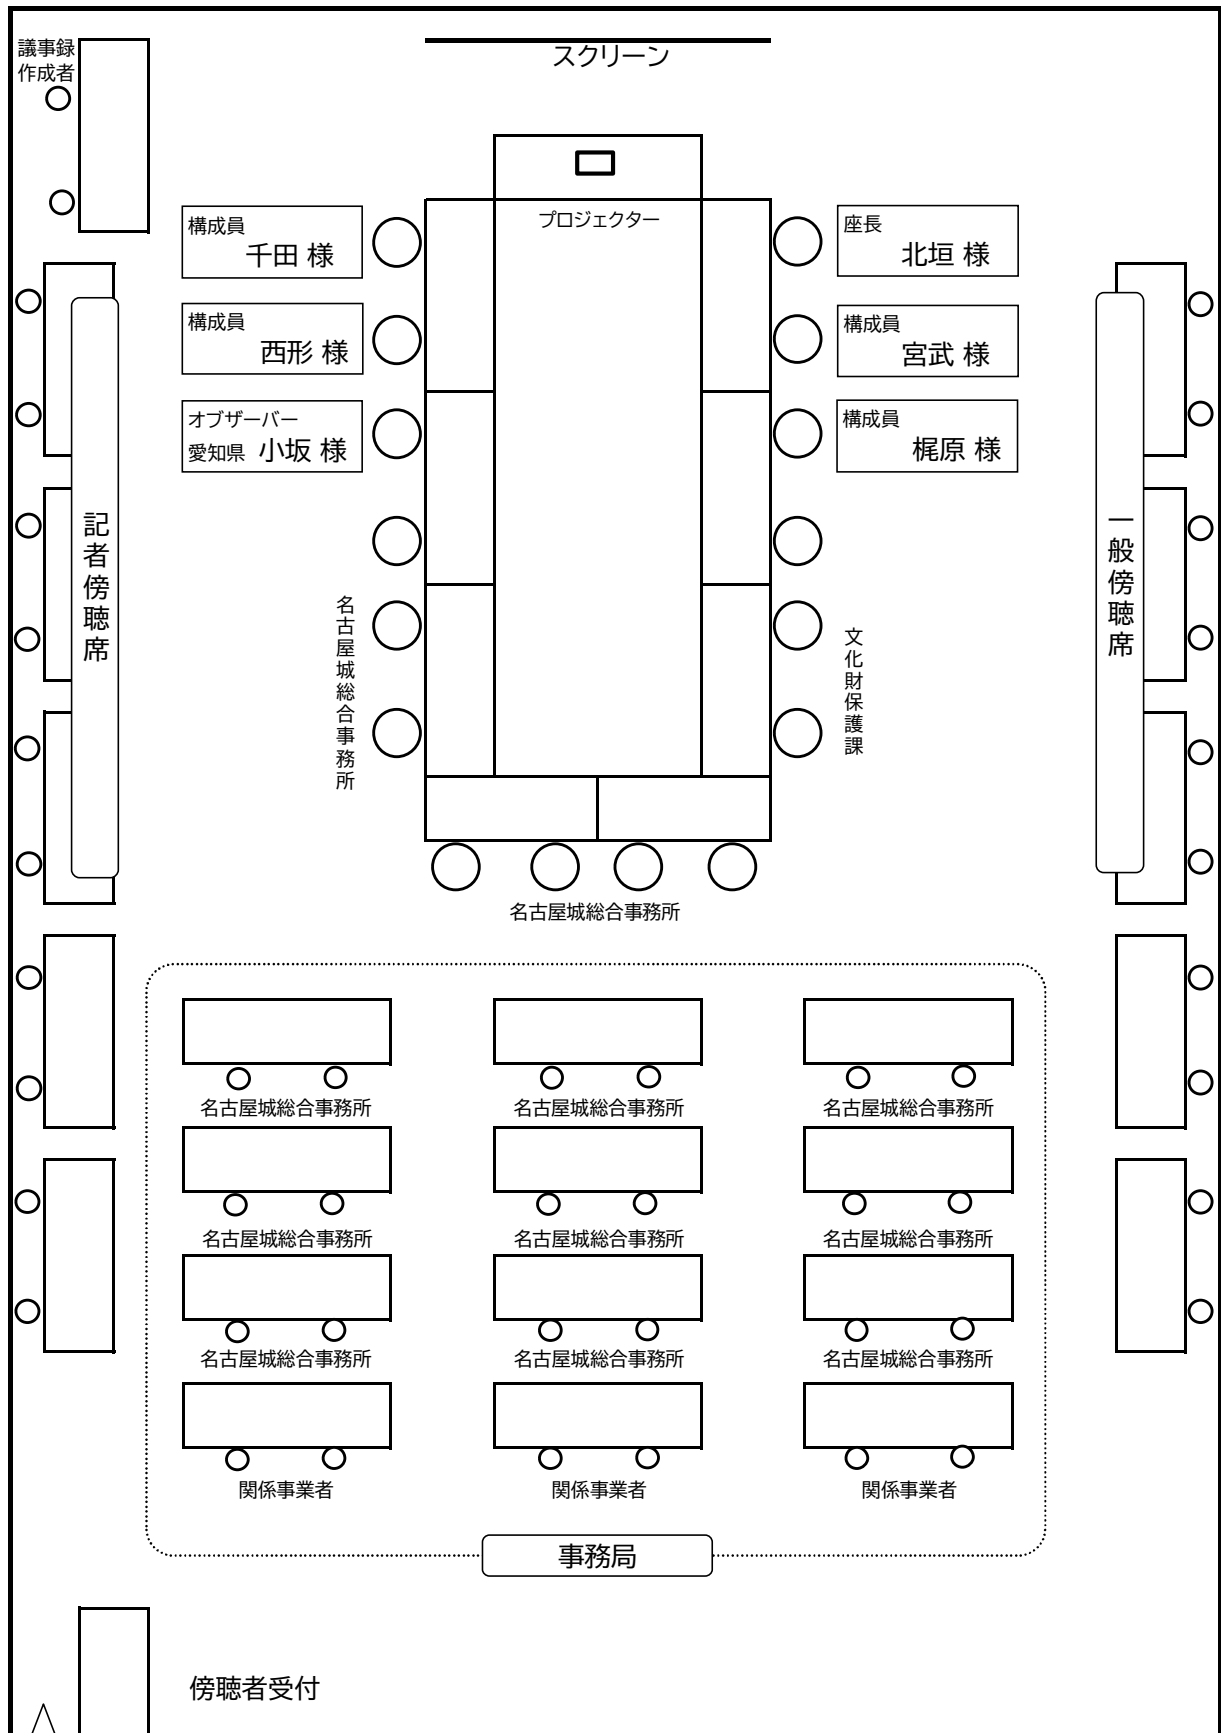 議事録
作成者
スクリーン
プロジェクター
構成員
千田 様
座長
北垣 様
構成員
西形 様
構成員
宮武 様
オブザーバー
愛知県 小坂 様
構成員
梶原 様
記者傍聴席
一般傍聴席
名古屋城総合事務所
文化財保護課
名古屋城総合事務所
名古屋城総合事務所
名古屋城総合事務所
名古屋城総合事務所
名古屋城総合事務所
名古屋城総合事務所
名古屋城総合事務所
名古屋城総合事務所
名古屋城総合事務所
名古屋城総合事務所
関係事業者
関係事業者
関係事業者
事務局
傍聴者受付